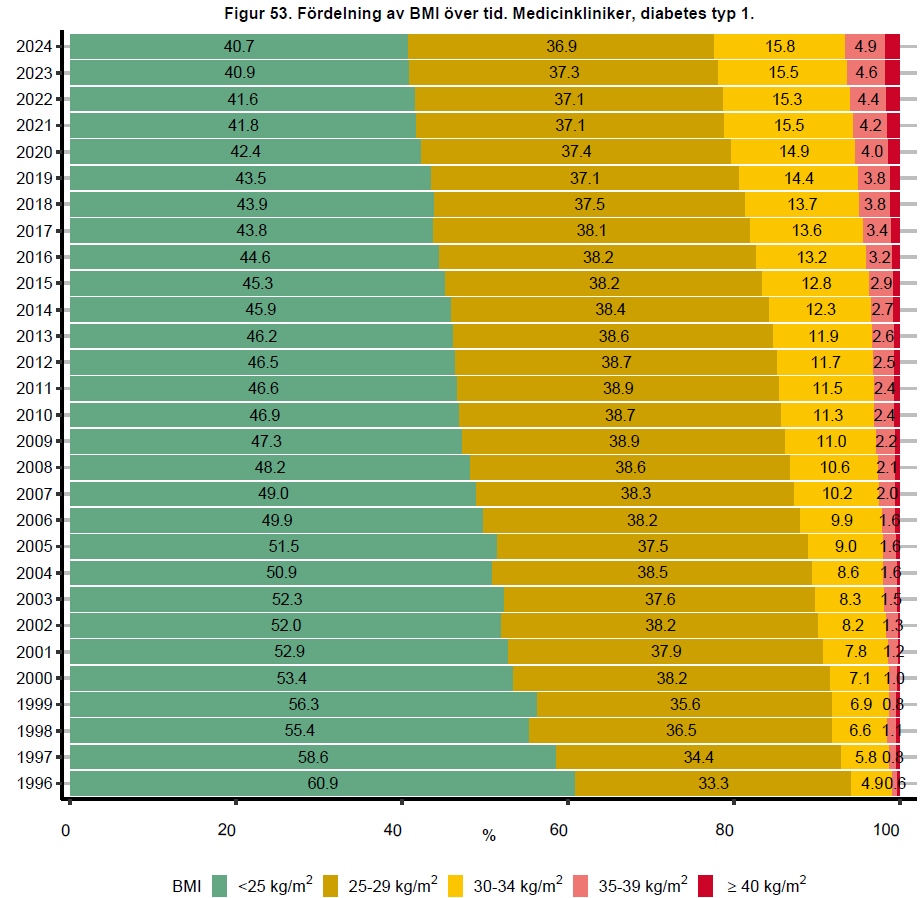 Figur 53. Fördelning av BMI över tid. Medicinkliniker, diabetes typ 1.
2024 40.7 36.9 15.8 4.9
2023 40.9 37.3 15.5 4.6
2022 41.6 37.1 15.3 4.4
2021 41.8 37.1 15.5 4.2
2020 42.4 37.4 14.9 4.0
2019 43.5 37.1 14.4 3.8
2018 43.9 37.5 13.7 3.8
2017 43.8 38.1 13.6 3.4
2016 44.6 38.2 13.2 3.2
2015 45.3 38.2 12.8 2.9
2014 45.9 38.4 12.3 2.7
2013 46.2 38.6 11.9 2.6
2012 46.5 38.7 11.7 2.5
2011 46.6 38.9 11.5 2.4
2010 46.9 38.7 11.3 2.4
2009 47.3 38.9 11.0 2.2
2008 48.2 38.6 10.6 2.1
2007 49.0 38.3 10.2 2.0
2006 49.9 38.2 9.9 1.6
2005 51.5 37.5 9.0 1.6
2004 50.9 38.5 8.6 1.6
2003 52.3 37.6 8.3 1.5
2002 52.0 38.2 8.2 1.3
2001 52.9 37.9 7.8 1.2
2000 53.4 38.2 7.1 1.0
1999 56.3 35.6 6.9 0.8
1998 55.4 36.5 6.6 1.1
1997 58.6 34.4 5.8 0.8
1996 60.9 33.3 4.9 0.6
0 20 40 60 80 100
%
BMI <25 kg/m² 25-29 kg/m² 30-34 kg/m² 35-39 kg/m² ≥ 40 kg/m²